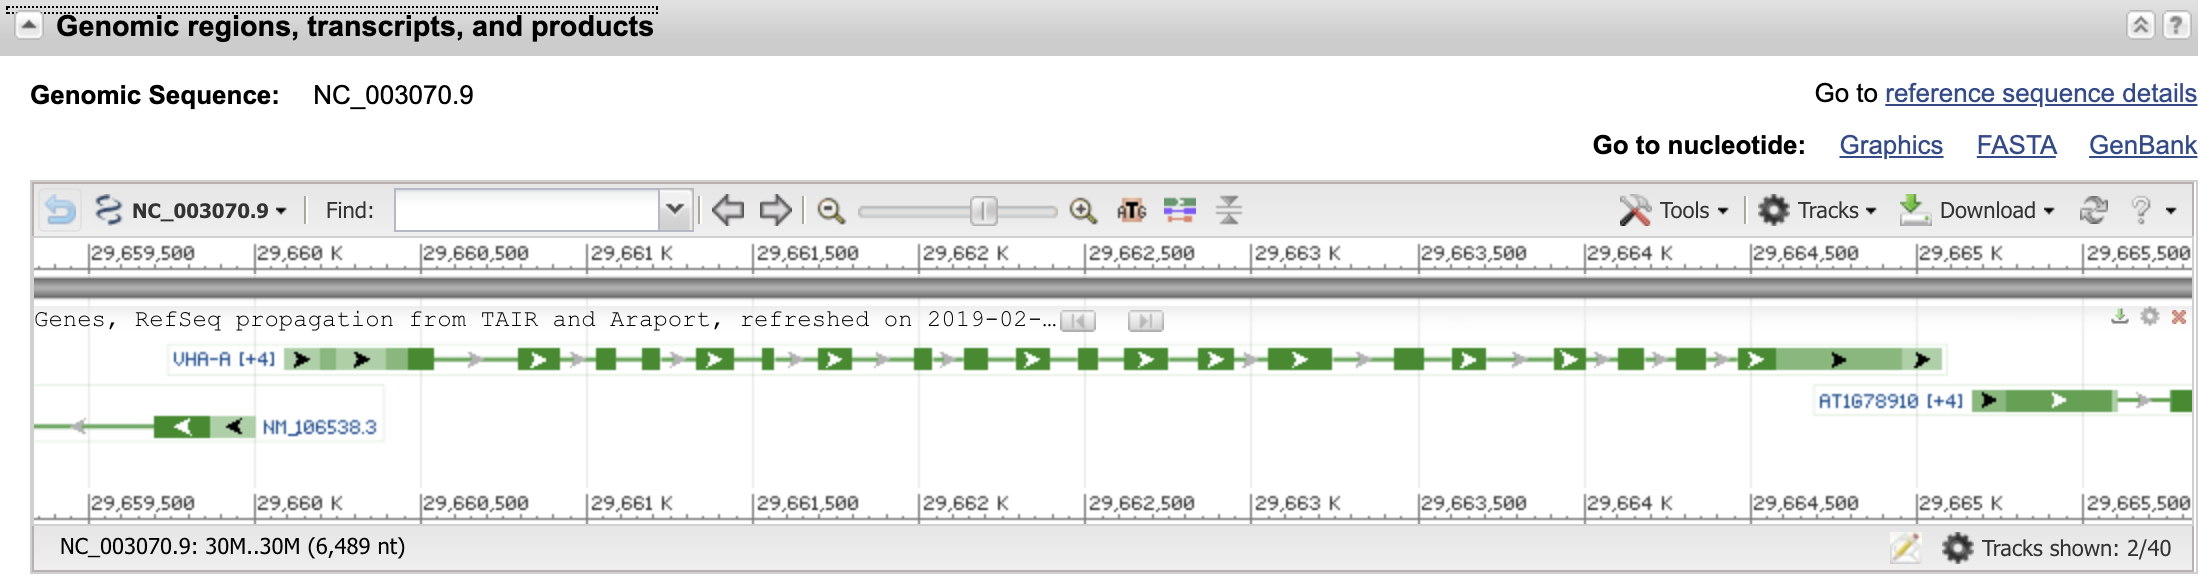 Genomic regions, transcripts, and products
?
Genomic Sequence: NC_003070.9
Go to reference sequence details
Go to nucleotide: Graphics FASTA GenBank
NC_003070.9 Find: ATG Tools Tracks Download ?
29,659,500 29,660 K 29,660,500 29,661 K 29,661,500 29,662 K 29,662,500 29,663 K 29,663,500 29,664 K 29,664,500 29,665 K 29,665,500
Genes, RefSeq propagation from TAIR and Araport, refreshed on 2019-02-…
VHA-A [+4]
AT1G78910 [+4]
NM_106538.3
29,659,500 29,660 K 29,660,500 29,661 K 29,661,500 29,662 K 29,662,500 29,663 K 29,663,500 29,664 K 29,664,500 29,665 K 29,665,500
NC_003070.9: 30M..30M (6,489 nt) Tracks shown: 2/40